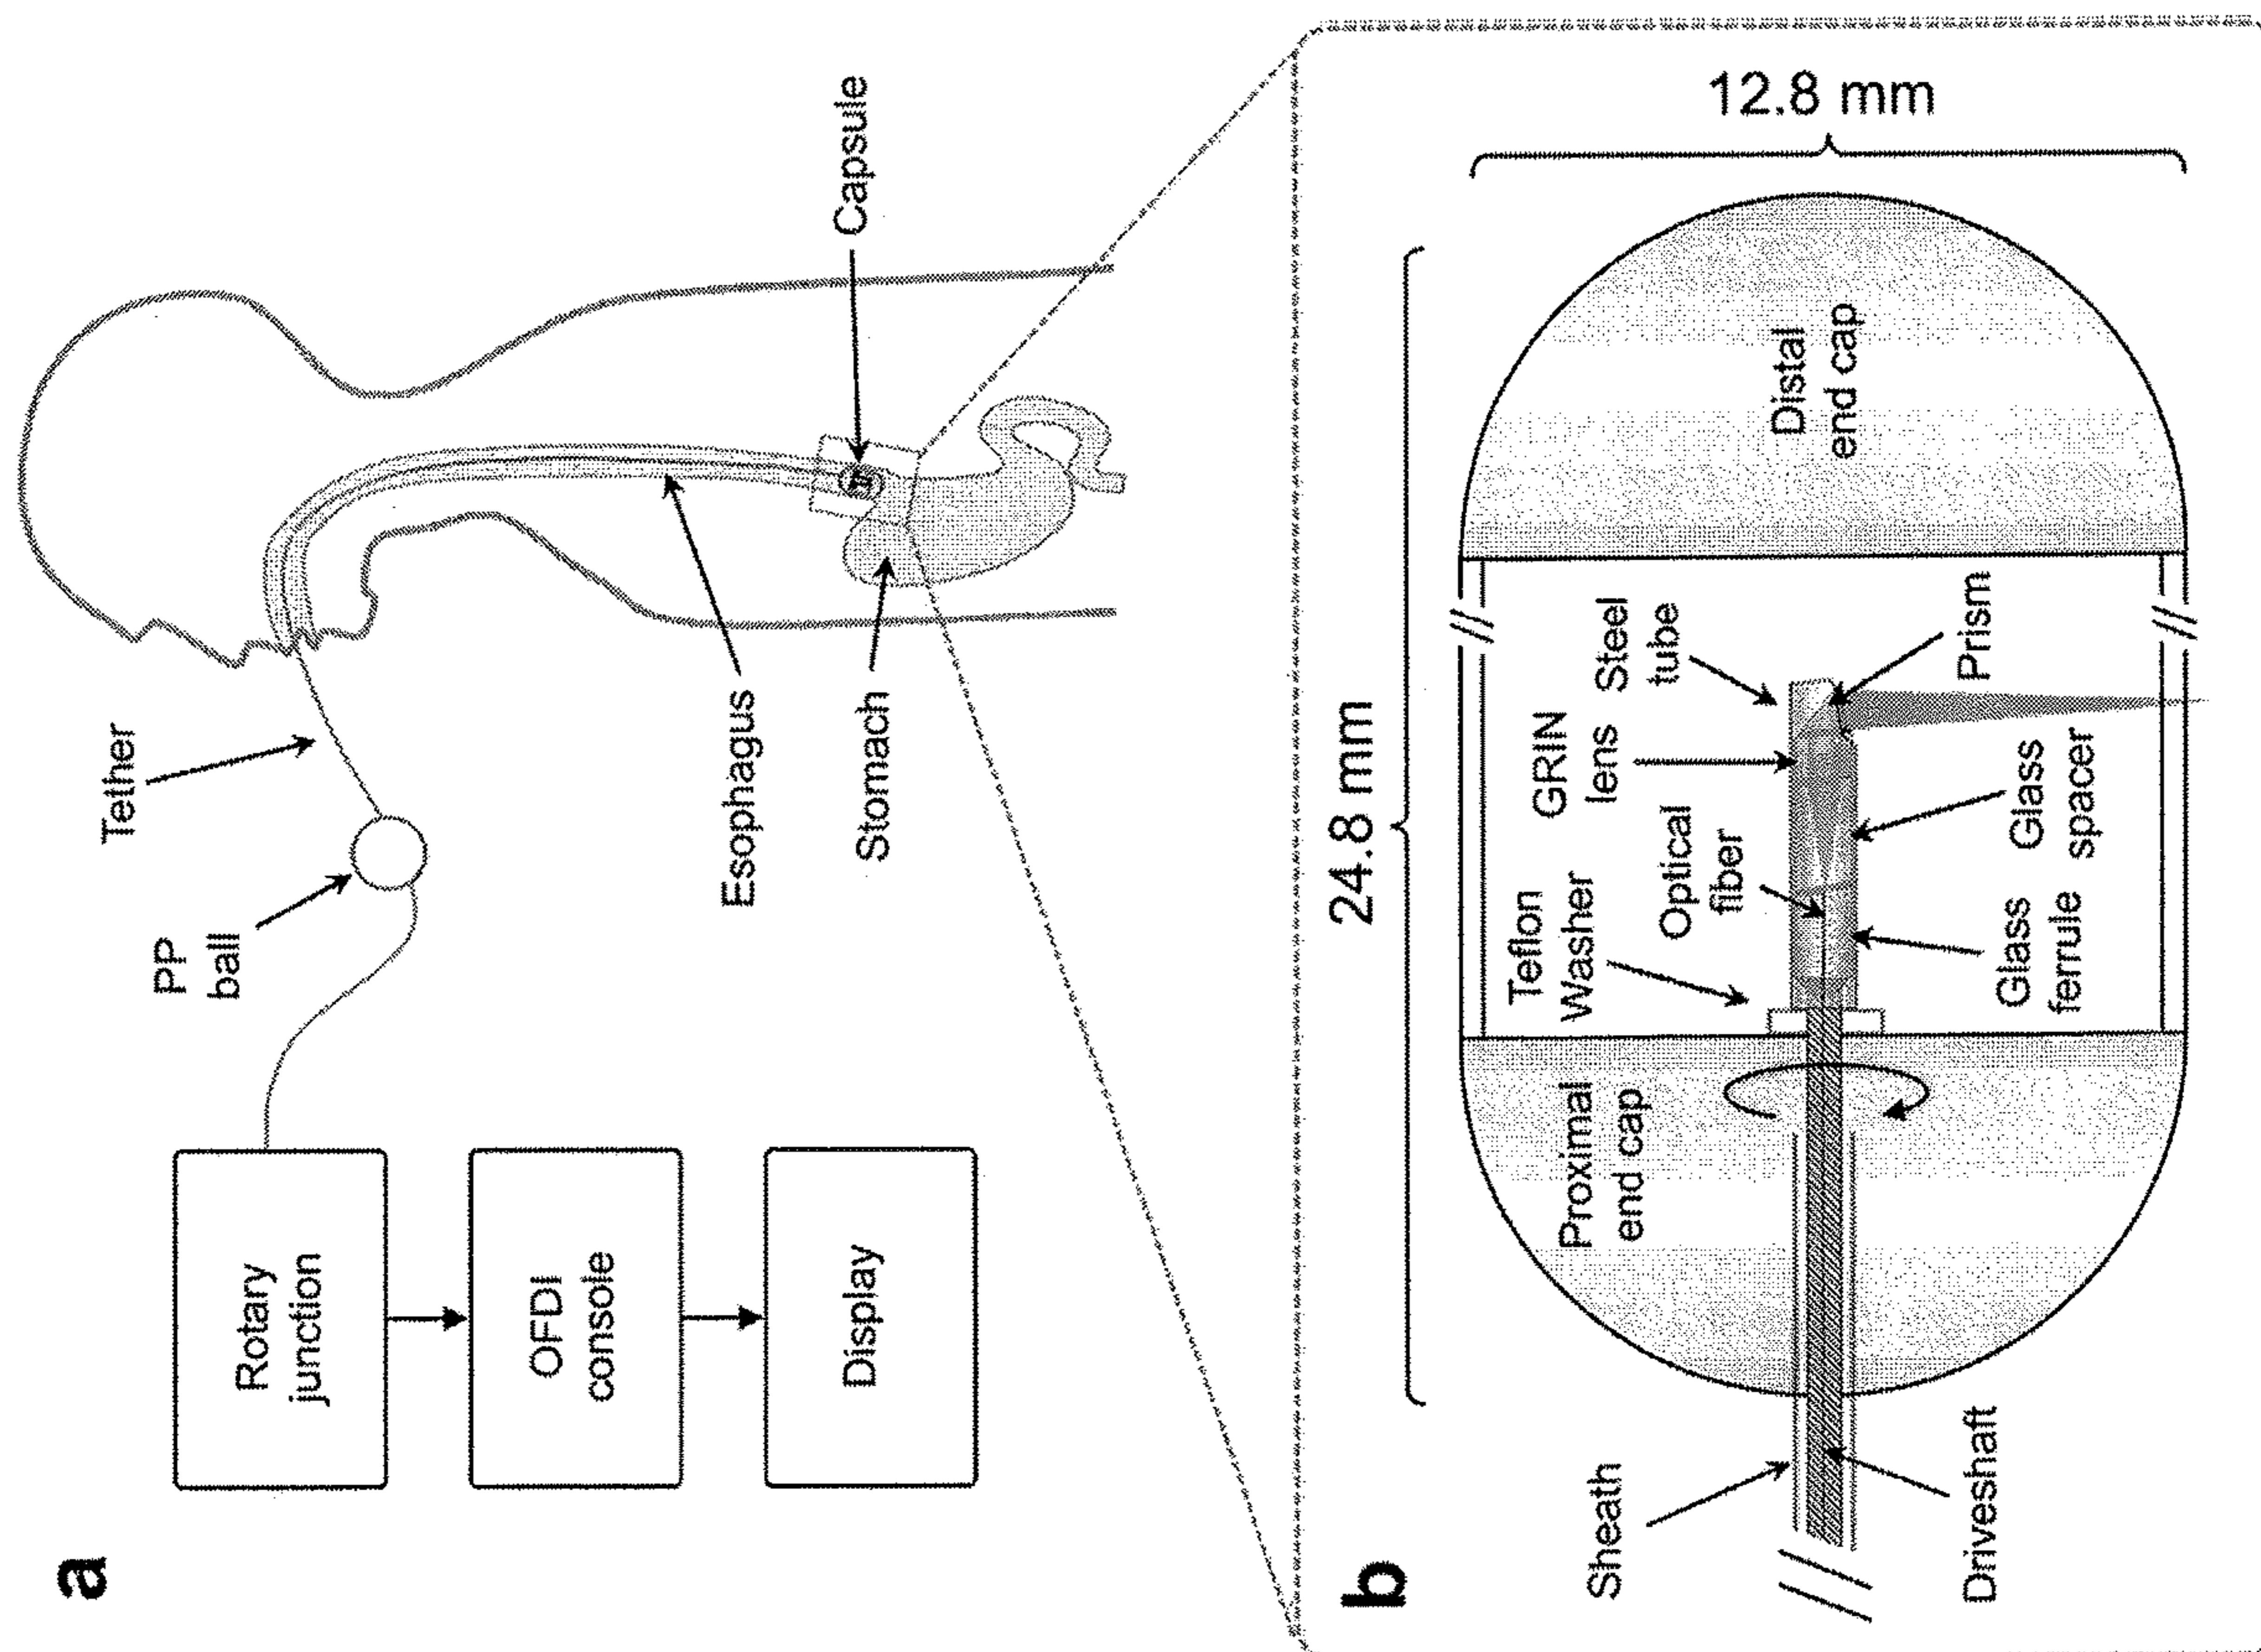 a
Rotary
junction
OFDI
console
Display
PP
ball
Tether
Esophagus
Stomach
Capsule
b
24.8 mm
12.8 mm
Sheath
Driveshaft
Proximal
end cap
Teflon
Washer
Optical
fiber
GRIN
lens
Steel
tube
Glass
ferrule
Glass
spacer
Prism
Distal
end cap